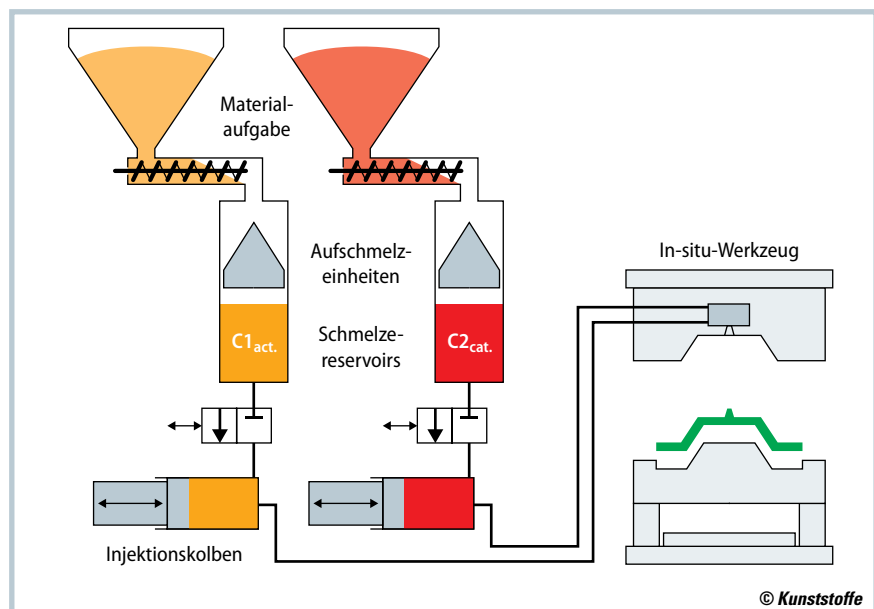 Material-
aufgabe
Aufschmelz-
einheiten
In-situ-Werkzeug
C1act.
Schmelze-
reservoirs
C2cat.
Injektionskolben
© Kunststoffe